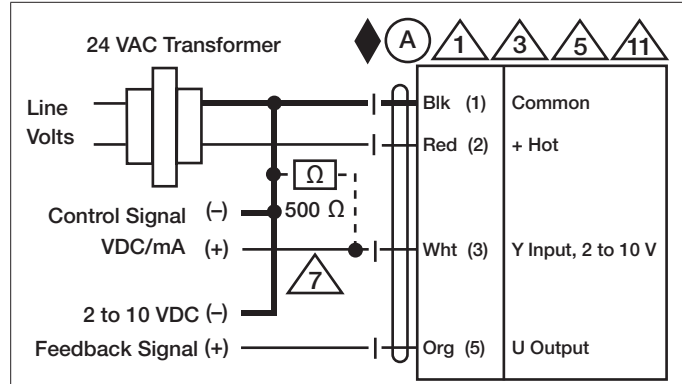 24 VAC Transformer
A 1 3 5 11
Line
Volts
Blk (1) Common
Red (2) + Hot
Ω
500 Ω
Control Signal (–)
VDC/mA (+)
Wht (3) Y Input, 2 to 10 V
7
2 to 10 VDC (–)
Feedback Signal (+)
Org (5) U Output